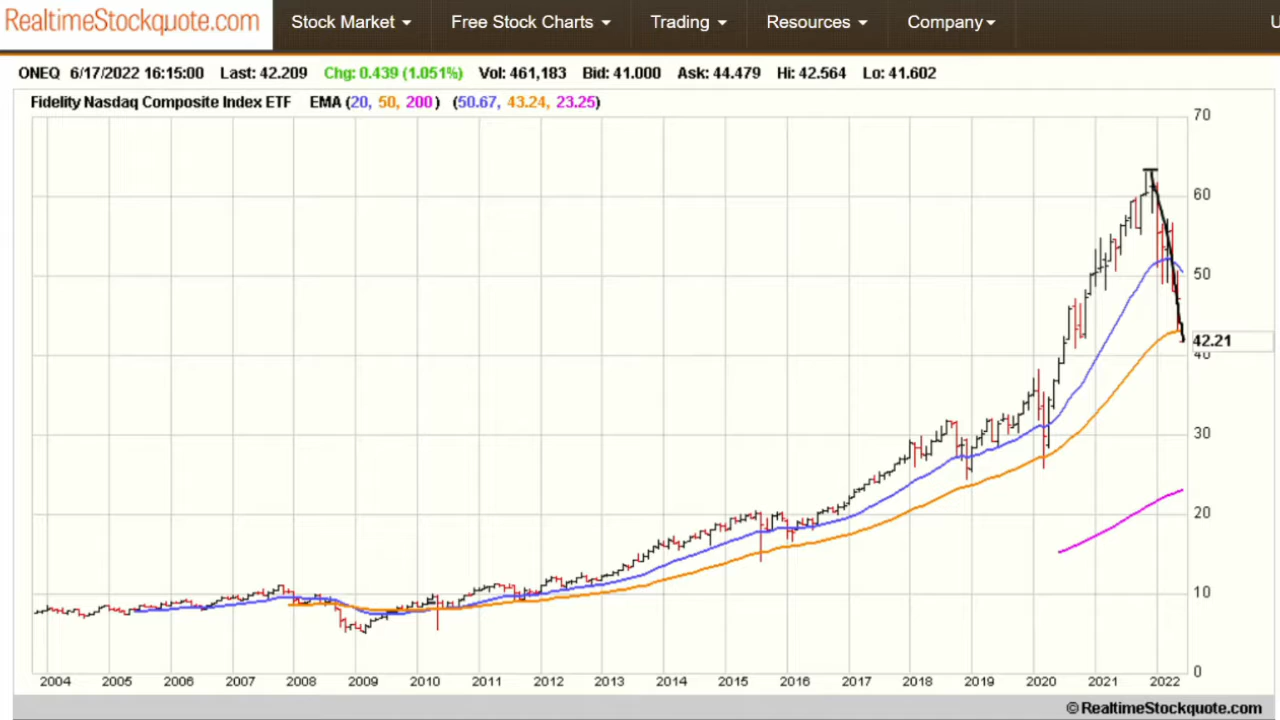 RealtimeStockquote.com Stock Market Free Stock Charts Trading Resources Company
ONEQ 6/17/2022 16:15:00 Last: 42.209 Chg: 0.439 (1.051%) Vol: 461,183 Bid: 41.000 Ask: 44.479 Hi: 42.564 Lo: 41.602
Fidelity Nasdaq Composite Index ETF EMA (20, 50, 200) (50.67, 43.24, 23.25)
70
60
50
42.21
40
30
20
10
0
2004 2005 2006 2007 2008 2009 2010 2011 2012 2013 2014 2015 2016 2017 2018 2019 2020 2021 2022
©RealtimeStockquote.com